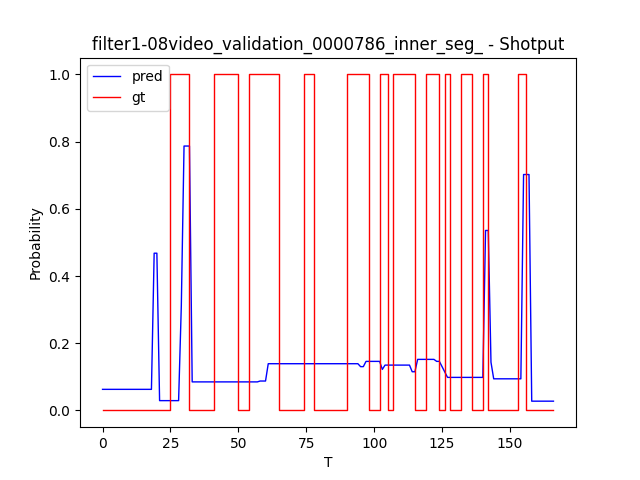 filter1-08video_validation_0000786_inner_seg_ - Shotput
pred
gt
1.0
0.8
0.6
0.4
0.2
0.0
Probability
0 25 50 75 100 125 150
T